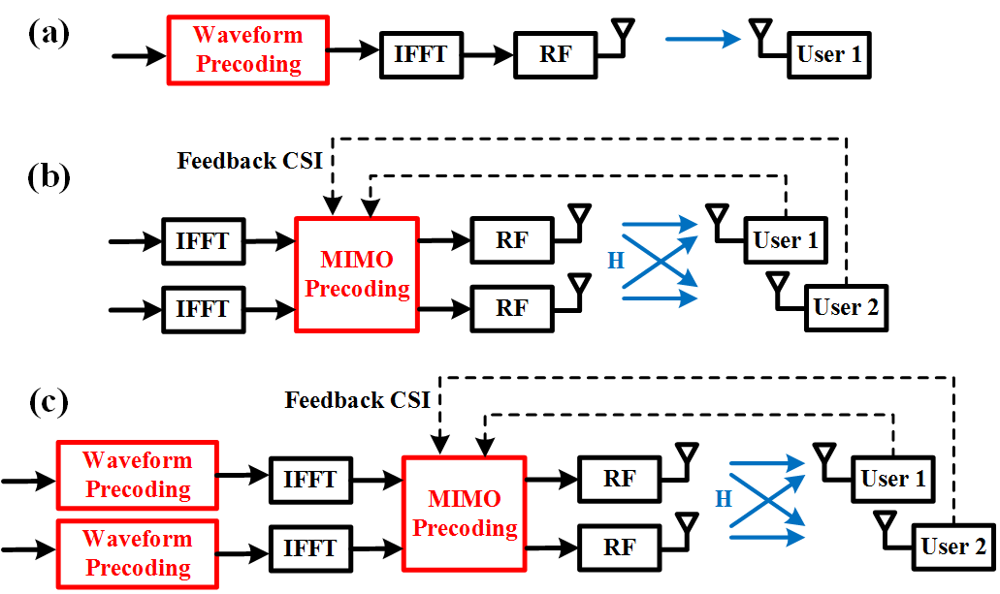 (a)
Waveform
Precoding
IFFT
RF
User 1
(b)
Feedback CSI
IFFT
MIMO
Precoding
RF
H
User 1
IFFT
RF
User 2
(c)
Feedback CSI
Waveform
Precoding
IFFT
MIMO
Precoding
RF
H
User 1
Waveform
Precoding
IFFT
RF
User 2